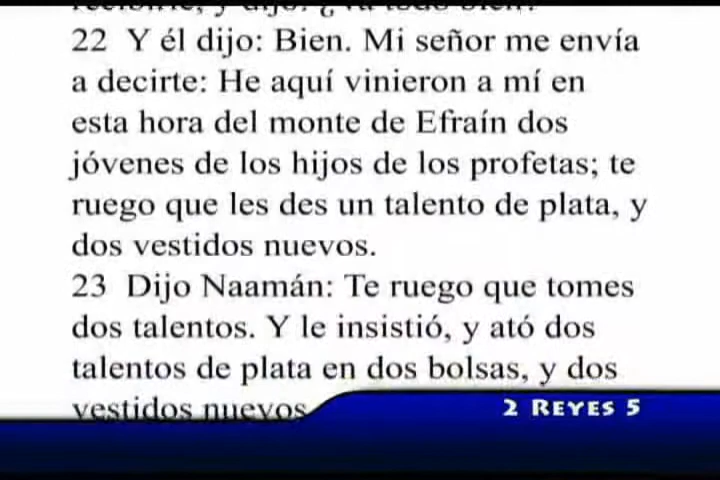 22 Y él dijo: Bien. Mi señor me envía
a decirte: He aquí vinieron a mí en
esta hora del monte de Efraín dos
jóvenes de los hijos de los profetas; te
ruego que les des un talento de plata, y
dos vestidos nuevos.
23 Dijo Naamán: Te ruego que tomes
dos talentos. Y le insistió, y ató dos
talentos de plata en dos bolsas, y dos
vestidos nuevos
2 REYES 5